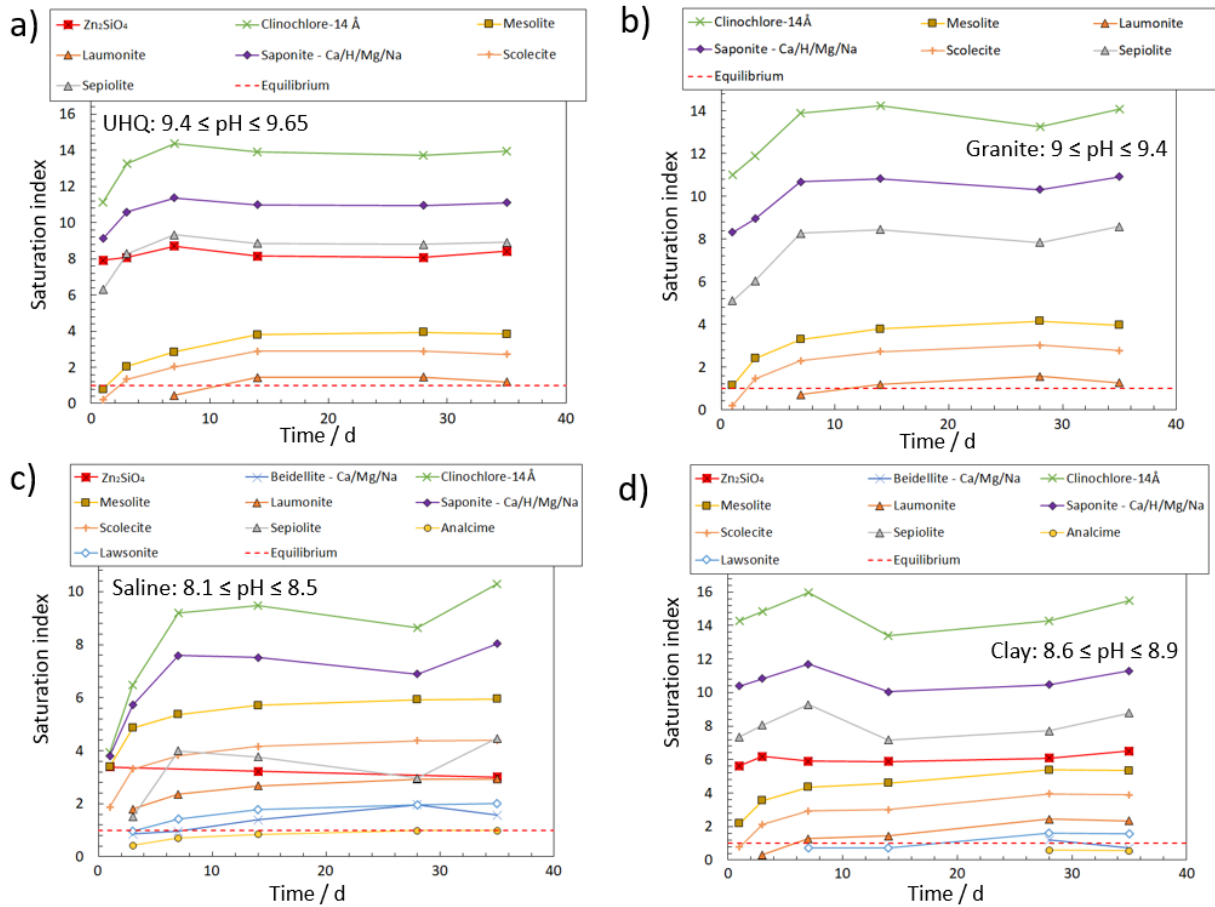 a)
Zn₂SiO₄ Clinochlore-14 Å Mesolite
Laumonite Saponite - Ca/H/Mg/Na Scolecite
Sepiolite Equilibrium
UHQ: 9.4 ≤ pH ≤ 9.65
Saturation index
16
14
12
10
8
6
4
2
0
0 10 20 30 40
Time / d
b)
Clinochlore-14Å Mesolite Laumonite
Saponite - Ca/H/Mg/Na Scolecite Sepiolite
Equilibrium
Granite: 9 ≤ pH ≤ 9.4
Saturation index
14
12
10
8
6
4
2
0
0 10 20 30 40
Time / d
c)
Zn₂SiO₄ Beidellite - Ca/Mg/Na Clinochlore-14Å
Mesolite Laumonite Saponite - Ca/H/Mg/Na
Scolecite Sepiolite Analcime
Lawsonite Equilibrium
Saline: 8.1 ≤ pH ≤ 8.5
Saturation index
10
8
6
4
2
0
0 10 20 30 40
Time / d
d)
Zn₂SiO₄ Beidellite - Ca/Mg/Na Clinochlore-14Å
Mesolite Laumonite Saponite - Ca/H/Mg/Na
Scolecite Sepiolite Analcime
Lawsonite Equilibrium
Clay: 8.6 ≤ pH ≤ 8.9
Saturation index
16
14
12
10
8
6
4
2
0
0 10 20 30 40
Time / d